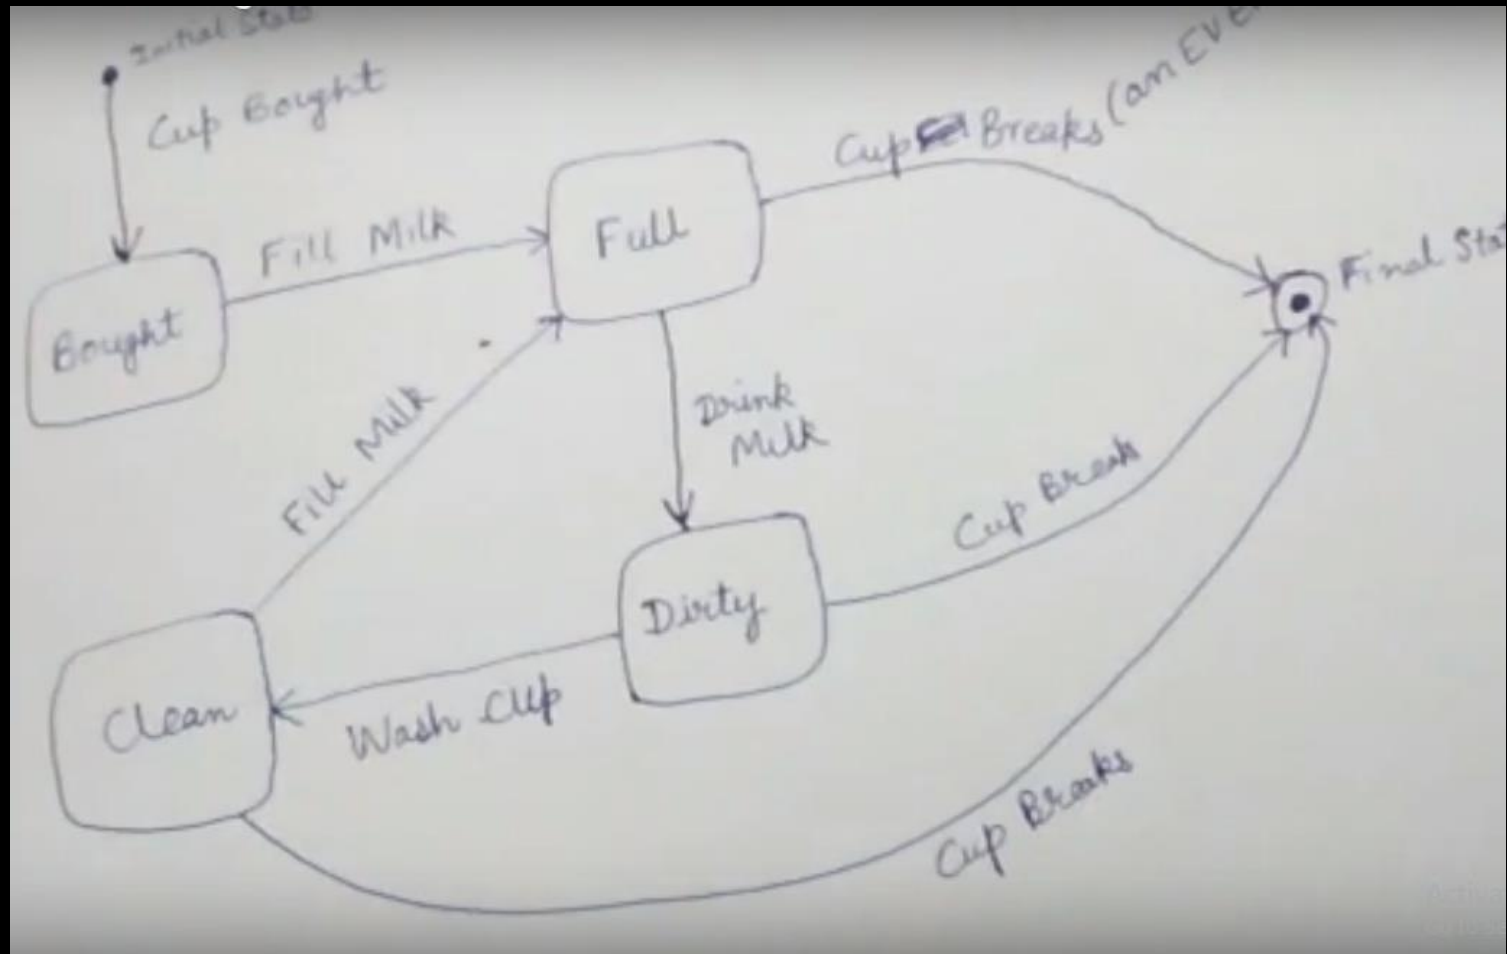 Initial State
Cup Bought
Cup Breaks (an EVE
Fill Milk
Full
Final Sta
Bought
Drink
Milk
Fill Milk
Cup Break
Dirty
Clean
Wash Cup
Cup Breaks
Activa